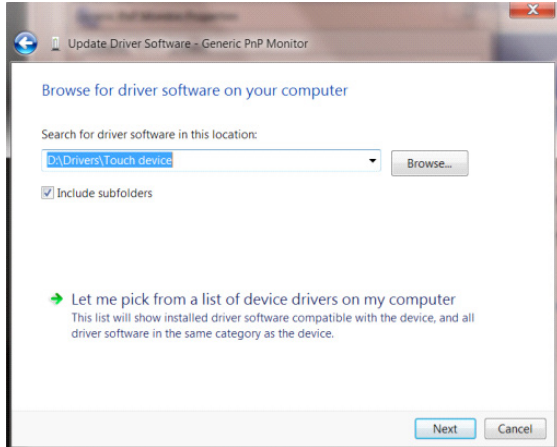 Update Driver Software - Generic PnP Monitor
Browse for driver software on your computer
Search for driver software in this location:
D:\Drivers\Touch device
Browse...
Include subfolders
Let me pick from a list of device drivers on my computer
This list will show installed driver software compatible with the device, and all
driver software in the same category as the device.
Next
Cancel